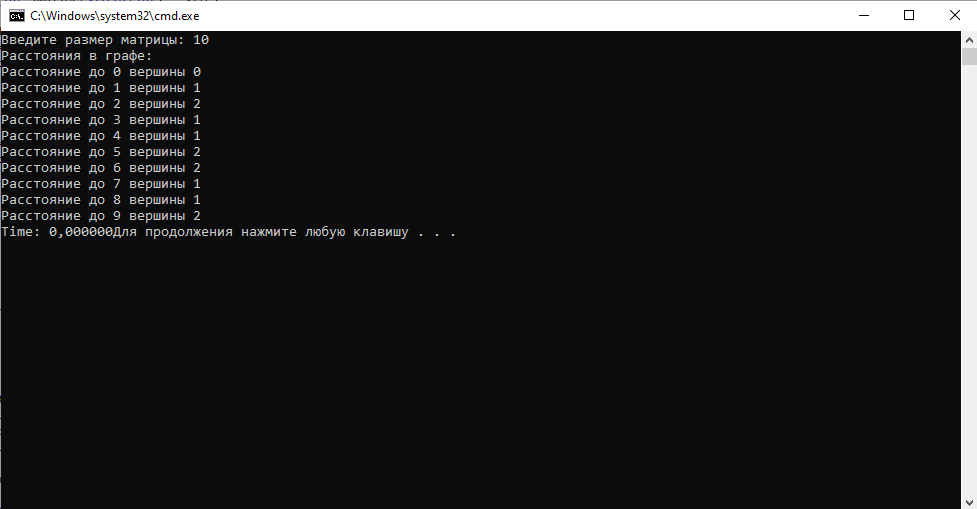 C:\Windows\system32\cmd.exe
Введите размер матрицы: 10
Расстояния в графе:
Расстояние до 0 вершины 0
Расстояние до 1 вершины 1
Расстояние до 2 вершины 2
Расстояние до 3 вершины 1
Расстояние до 4 вершины 1
Расстояние до 5 вершины 2
Расстояние до 6 вершины 2
Расстояние до 7 вершины 1
Расстояние до 8 вершины 1
Расстояние до 9 вершины 2
Time: 0,000000Для продолжения нажмите любую клавишу . . .